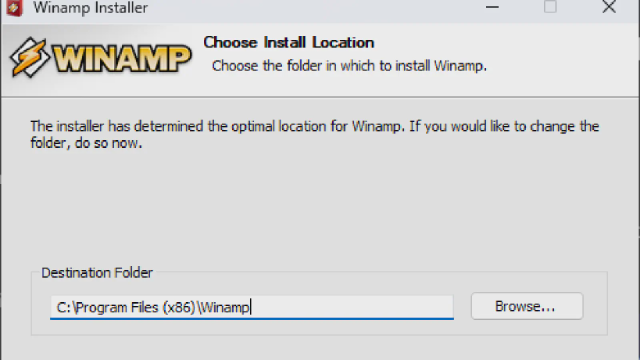 Winamp Installer
WINAMP
Choose Install Location
Choose the folder in which to install Winamp.
The installer has determined the optimal location for Winamp. If you would like to change the
folder, do so now.
Destination Folder
C:\Program Files (x86)\Winamp
Browse...